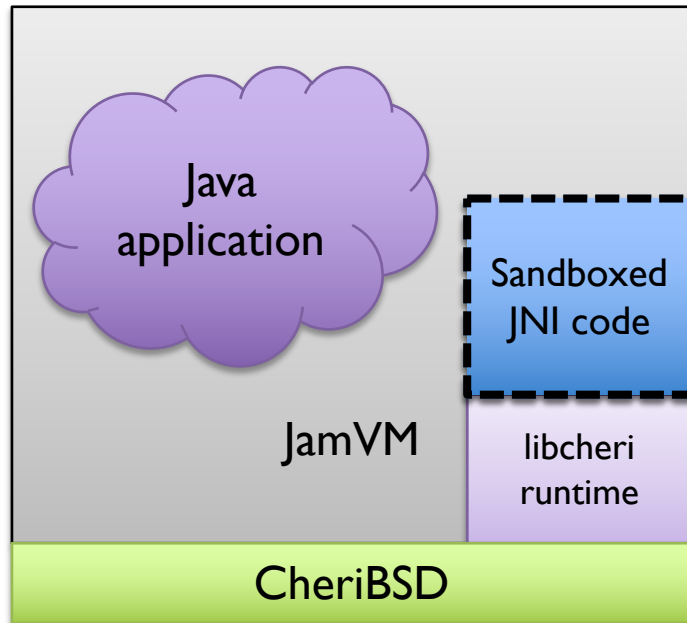 Java
application
Sandboxed
JNI code
JamVM
libcheri
runtime
CheriBSD